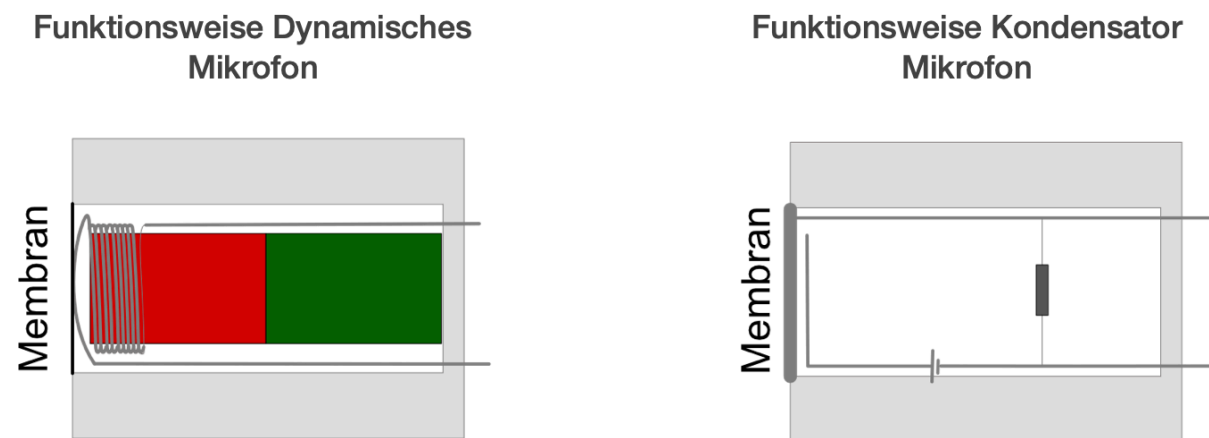 Funktionsweise Dynamisches
Mikrofon
Funktionsweise Kondensator
Mikrofon
Membran
Membran